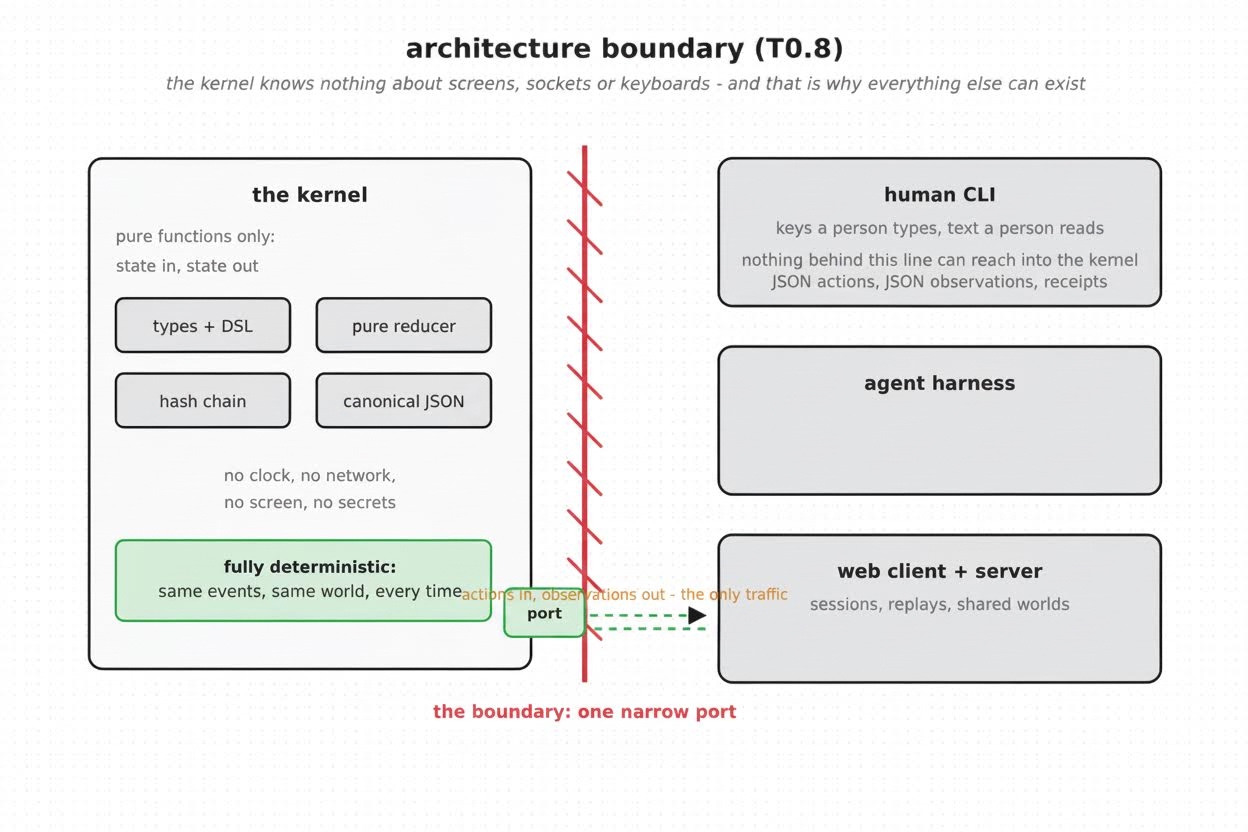 architecture boundary (T0.8)
the kernel knows nothing about screens, sockets or keyboards - and that is why everything else can exist
the kernel
pure functions only:
state in, state out
types + DSL
pure reducer
hash chain
canonical JSON
no clock, no network,
no screen, no secrets
fully deterministic:
same events, same world, every time
actions in, observations out - the only traffic
port
the boundary: one narrow port
human CLI
keys a person types, text a person reads
nothing behind this line can reach into the kernel
JSON actions, JSON observations, receipts
agent harness
web client + server
sessions, replays, shared worlds